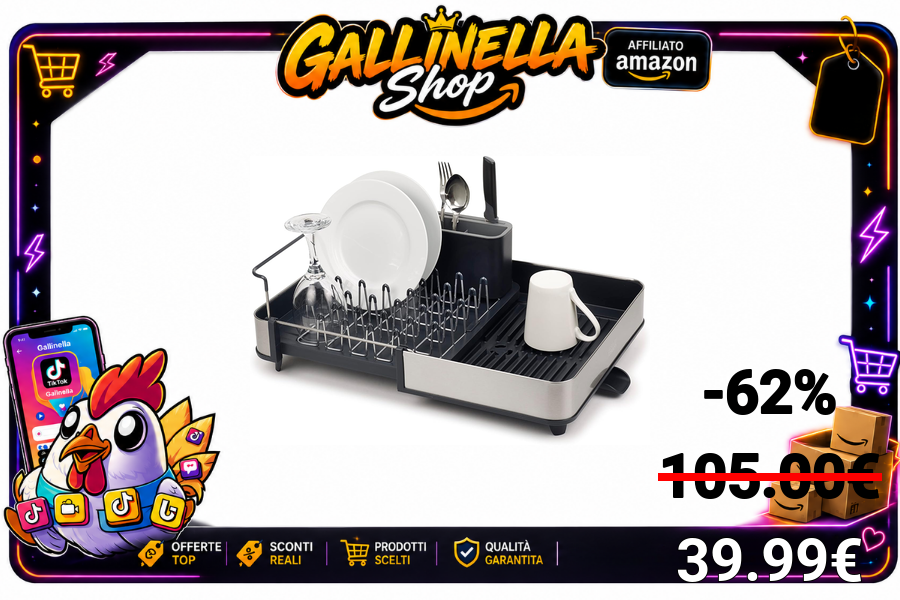 GALLINELLA
Shop
AFFILIATO
amazon
Gallinella
TikTok
Gallinella
-62%
105.00€
39.99€
OFFERTE
TOP
SCONTI
REALI
PRODOTTI
SCELTI
QUALITÀ
GARANTITA